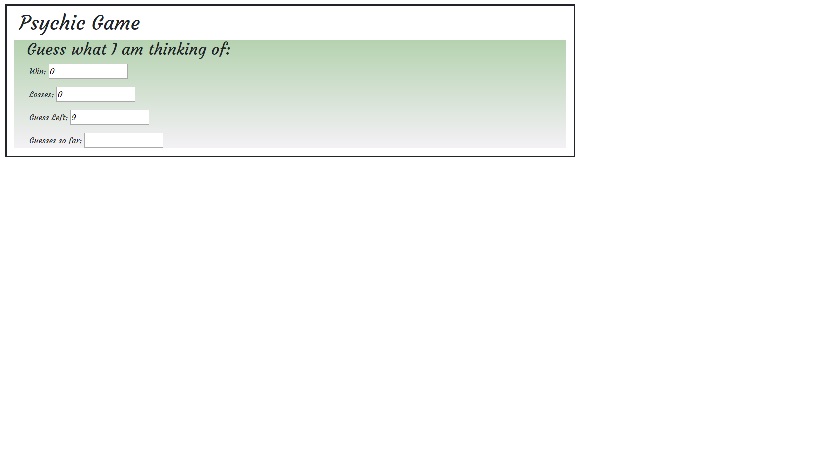 Psychic Game
Guess what I am thinking of:
Win: 0
Losses: 0
Guess Left: 9
Guesses so far: